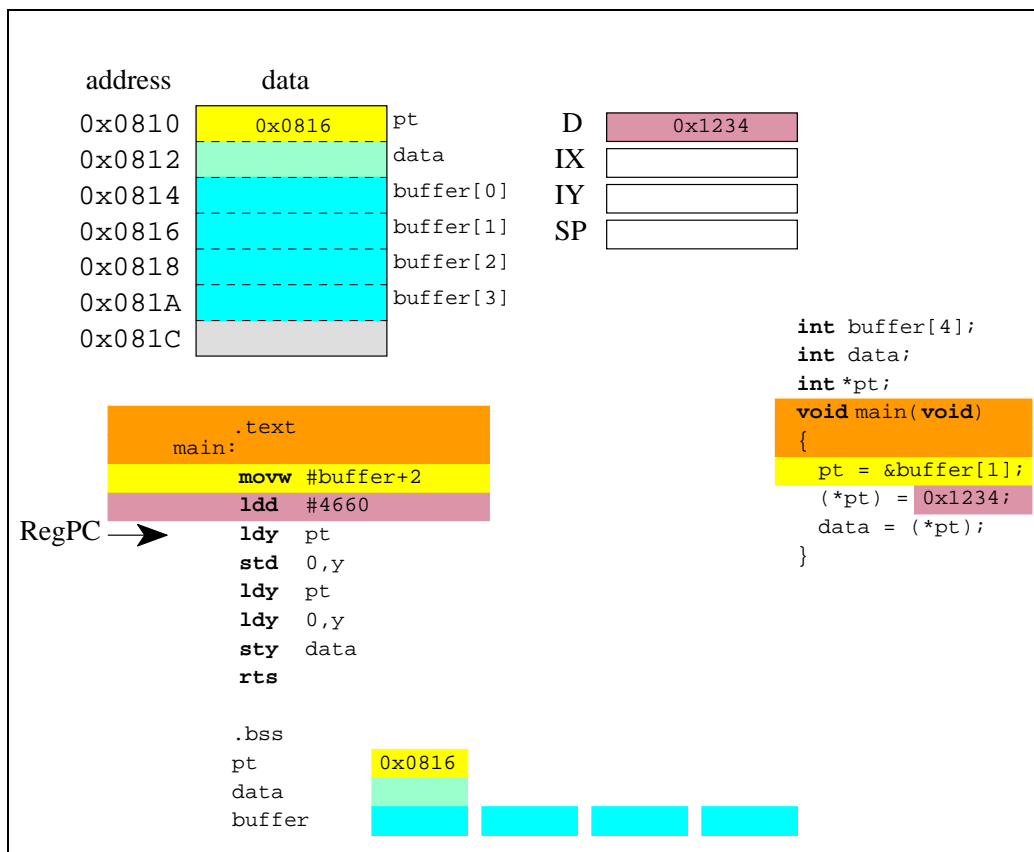 address data
0x0810 0x0816 pt D 0x1234
0x0812 data IX
0x0814 buffer[0] IY
0x0816 buffer[1] SP
0x0818 buffer[2]
0x081A buffer[3]
0x081C
int buffer[4];
int data;
int *pt;
void main(void)
{
pt = &buffer[1];
(*pt) = 0x1234;
data = (*pt);
}
.text
main:
movw #buffer+2
ldd #4660
RegPC ldy pt
std 0,y
ldy pt
ldy 0,y
sty data
rts
.bss
pt 0x0816
data
buffer